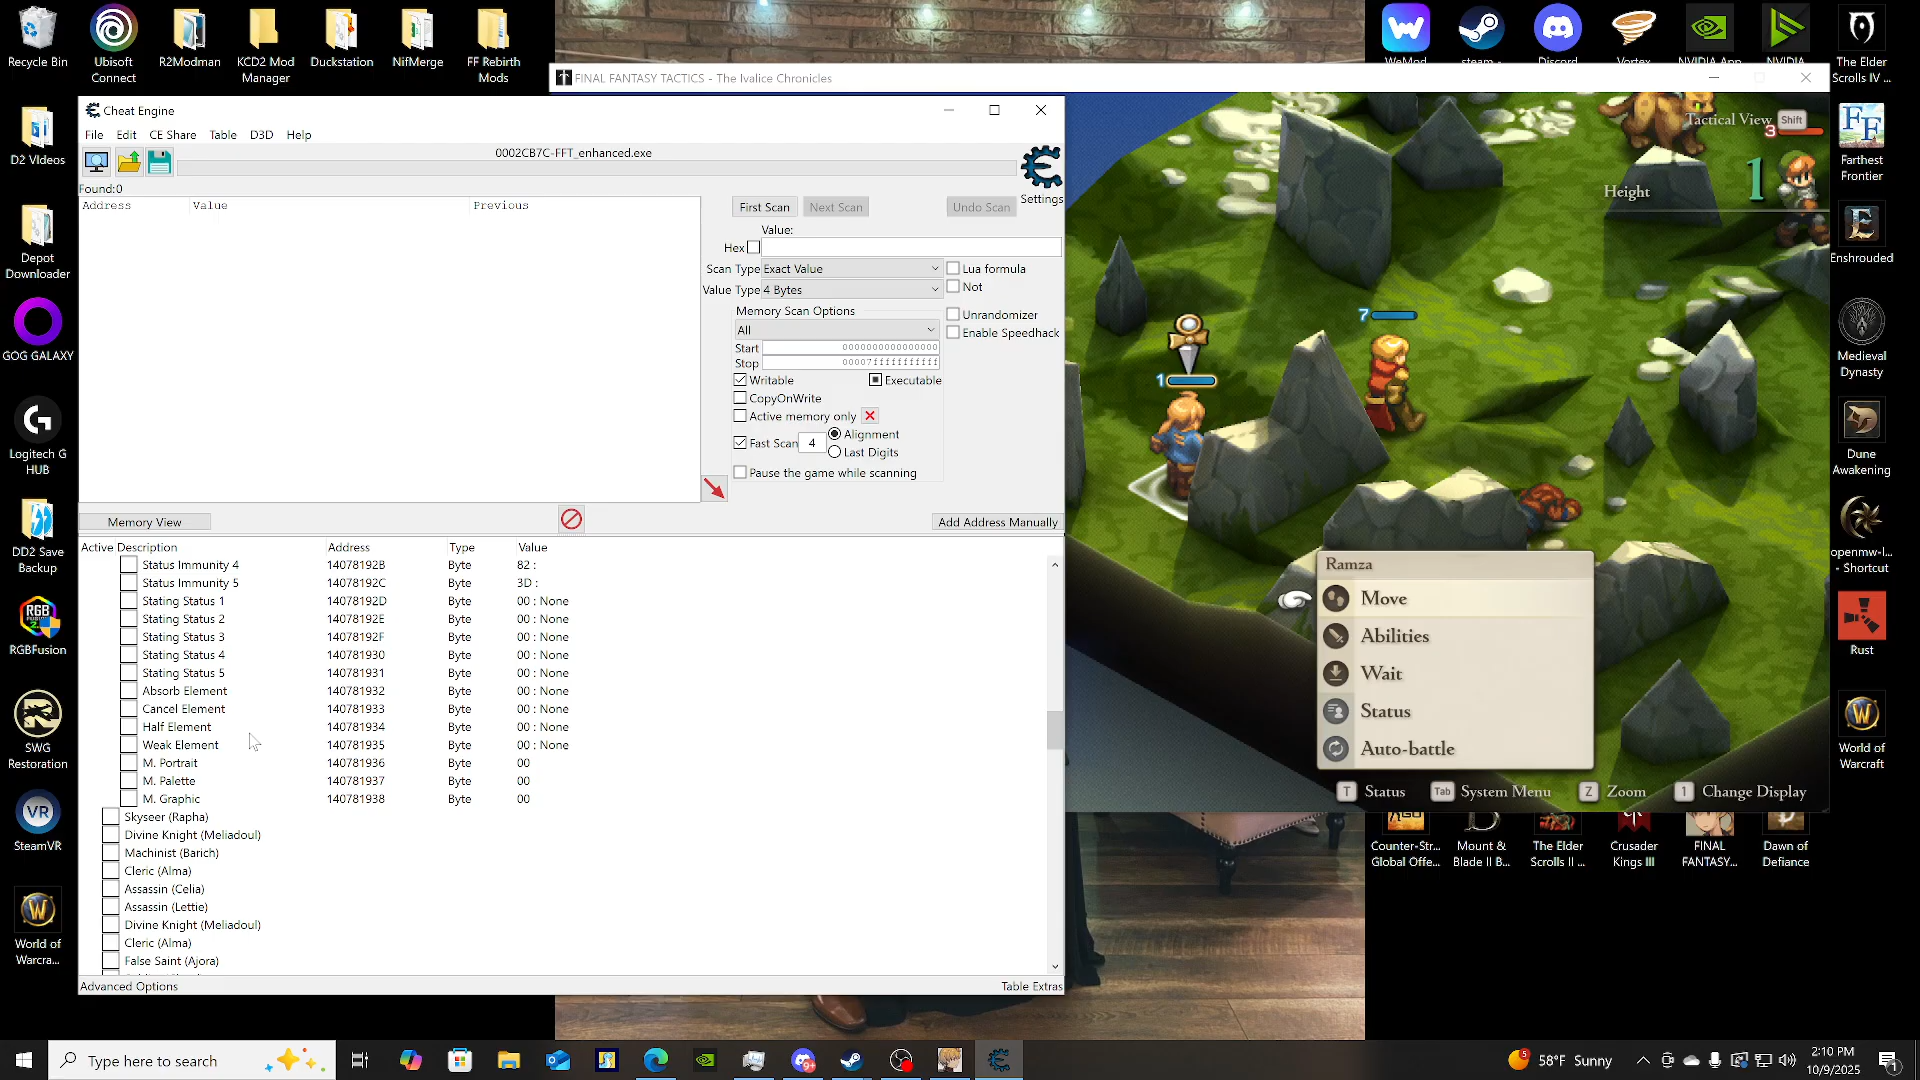 Recycle Bin
Ubisoft Connect
R2Modman
KCD2 Mod Manager
Duckstation
NifMerge
FF Rebirth Mods
WeMod
steam -
Discord
Vortex
NVIDIA App
NVIDIA
The Elder Scrolls IV ...
D2 VIdeos
Farthest Frontier
Depot Downloader
Enshrouded
GOG GALAXY
Medieval Dynasty
Logitech G HUB
Dune Awakening
DD2 Save Backup
openmw-l... - Shortcut
RGBFusion
Rust
SWG Restoration
World of Warcraft
SteamVR
World of Warcra...
Counter-Str... Global Offe...
Mount & Blade II B...
The Elder Scrolls II ...
Crusader Kings III
FINAL FANTASY...
Dawn of Defiance
FINAL FANTASY TACTICS - The Ivalice Chronicles
Tactical View Shift
3
Height 1
7
1
Ramza
Move
Abilities
Wait
Status
Auto-battle
T Status Tab System Menu Z Zoom 1 Change Display
Cheat Engine
File Edit CE Share Table D3D Help
0002CB7C-FFT_enhanced.exe
Found:0
Settings
Address Value Previous
First Scan Next Scan Undo Scan
Value:
Hex
Scan Type Exact Value
Lua formula
Value Type 4 Bytes
Not
Memory Scan Options
All
Unrandomizer
Enable Speedhack
Start 0000000000000000
Stop 00007fffffffffff
Writable Executable
CopyOnWrite
Active memory only
Fast Scan 4 Alignment
Last Digits
Pause the game while scanning
Memory View
Add Address Manually
Active Description Address Type Value
Status Immunity 4 14078192B Byte 82 :
Status Immunity 5 14078192C Byte 3D :
Stating Status 1 14078192D Byte 00 : None
Stating Status 2 14078192E Byte 00 : None
Stating Status 3 14078192F Byte 00 : None
Stating Status 4 140781930 Byte 00 : None
Stating Status 5 140781931 Byte 00 : None
Absorb Element 140781932 Byte 00 : None
Cancel Element 140781933 Byte 00 : None
Half Element 140781934 Byte 00 : None
Weak Element 140781935 Byte 00 : None
M. Portrait 140781936 Byte 00
M. Palette 140781937 Byte 00
M. Graphic 140781938 Byte 00
Skyseer (Rapha)
Divine Knight (Meliadoul)
Machinist (Barich)
Cleric (Alma)
Assassin (Celia)
Assassin (Lettie)
Divine Knight (Meliadoul)
Cleric (Alma)
False Saint (Ajora)
Advanced Options
Table Extras
Type here to search
58°F Sunny
2:10 PM
10/9/2025